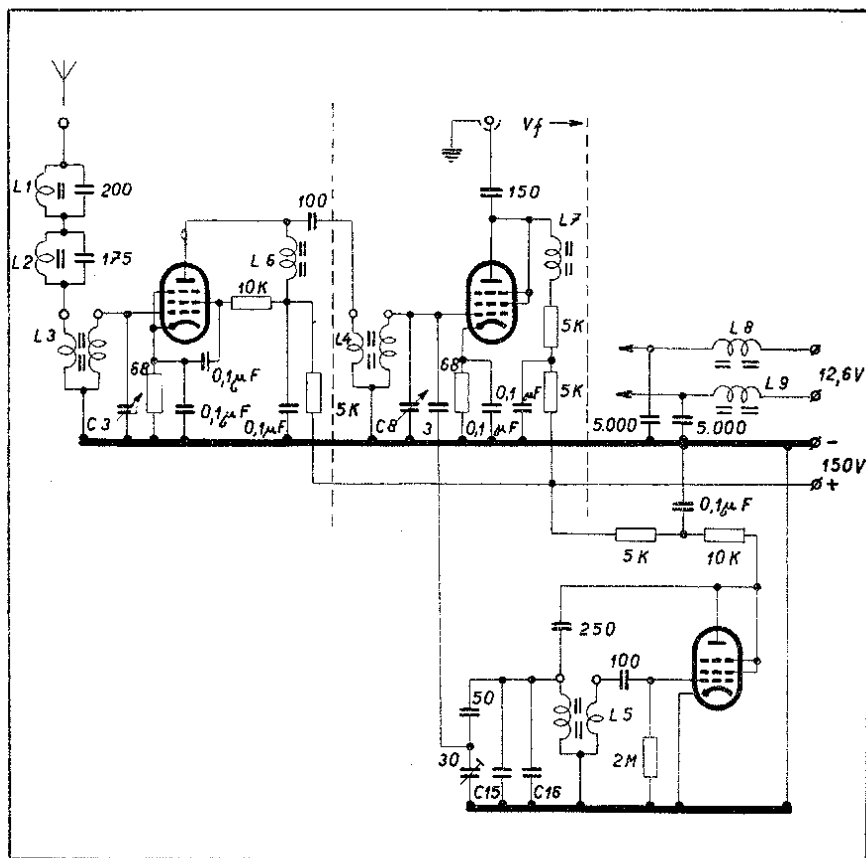 Vf
150
L7
L1
200
100
L2
175
L6
10K
5K
L8
L3
L4
12,6V
68
0,1µF
68
0,1
µF
5K
L9
C3
0,1µF
0,1µF
5K
C8
3
0,1
µF
5.000
5.000
-
150V
+
0,1µF
5K
10K
250
100
50
L5
30
2M
C15
C16